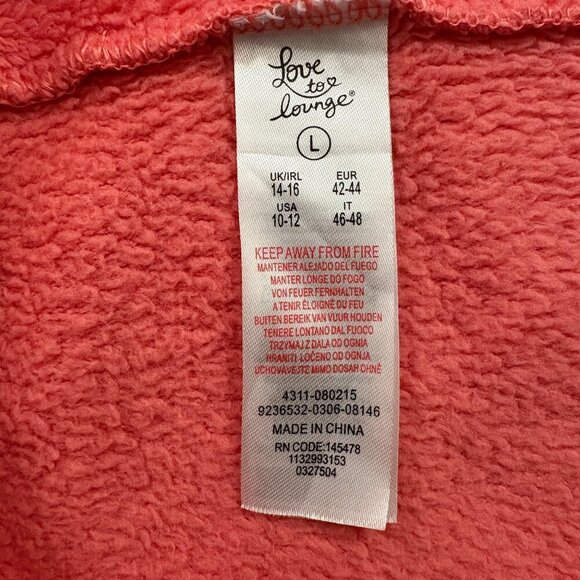 Love
to
lounge®
L
UK/IRL EUR
14-16 42-44
USA IT
10-12 46-48
KEEP AWAY FROM FIRE
MANTENER ALEJADO DEL FUEGO
MANTER LONGE DO FOGO
VON FEUER FERNHALTEN
A TENIR ÉLOIGNÉ DU FEU
BUITEN BEREIK VAN VUUR HOUDEN
TENERE LONTANO DAL FUOCO
TRZYMAJ Z DALA OD OGNIA
HRANITI LOČENO OD OGNJA
UCHOVÁVEJTE MIMO DOSAH OHNĚ
4311-080215
9236532-0306-08146
MADE IN CHINA
RN CODE:145478
1132993153
0327504